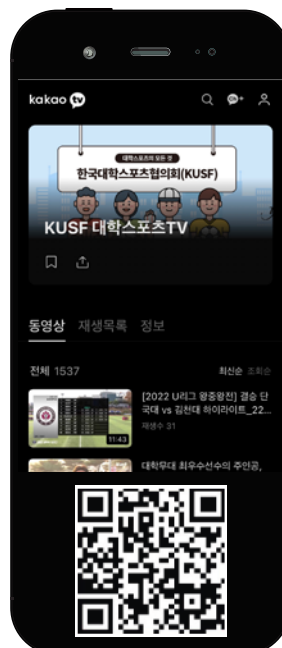 kakao tv
대학스포츠의 모든 것
한국대학스포츠협의회(KUSF)
KUSF 대학스포츠TV
동영상 재생목록 정보
전체 1537
최신순 조회순
[2022 U리그 왕중왕전] 결승 단
국대 vs 김천대 하이라이트_22...
재생수 31
11:43
대학무대 최우수선수의 주인공,